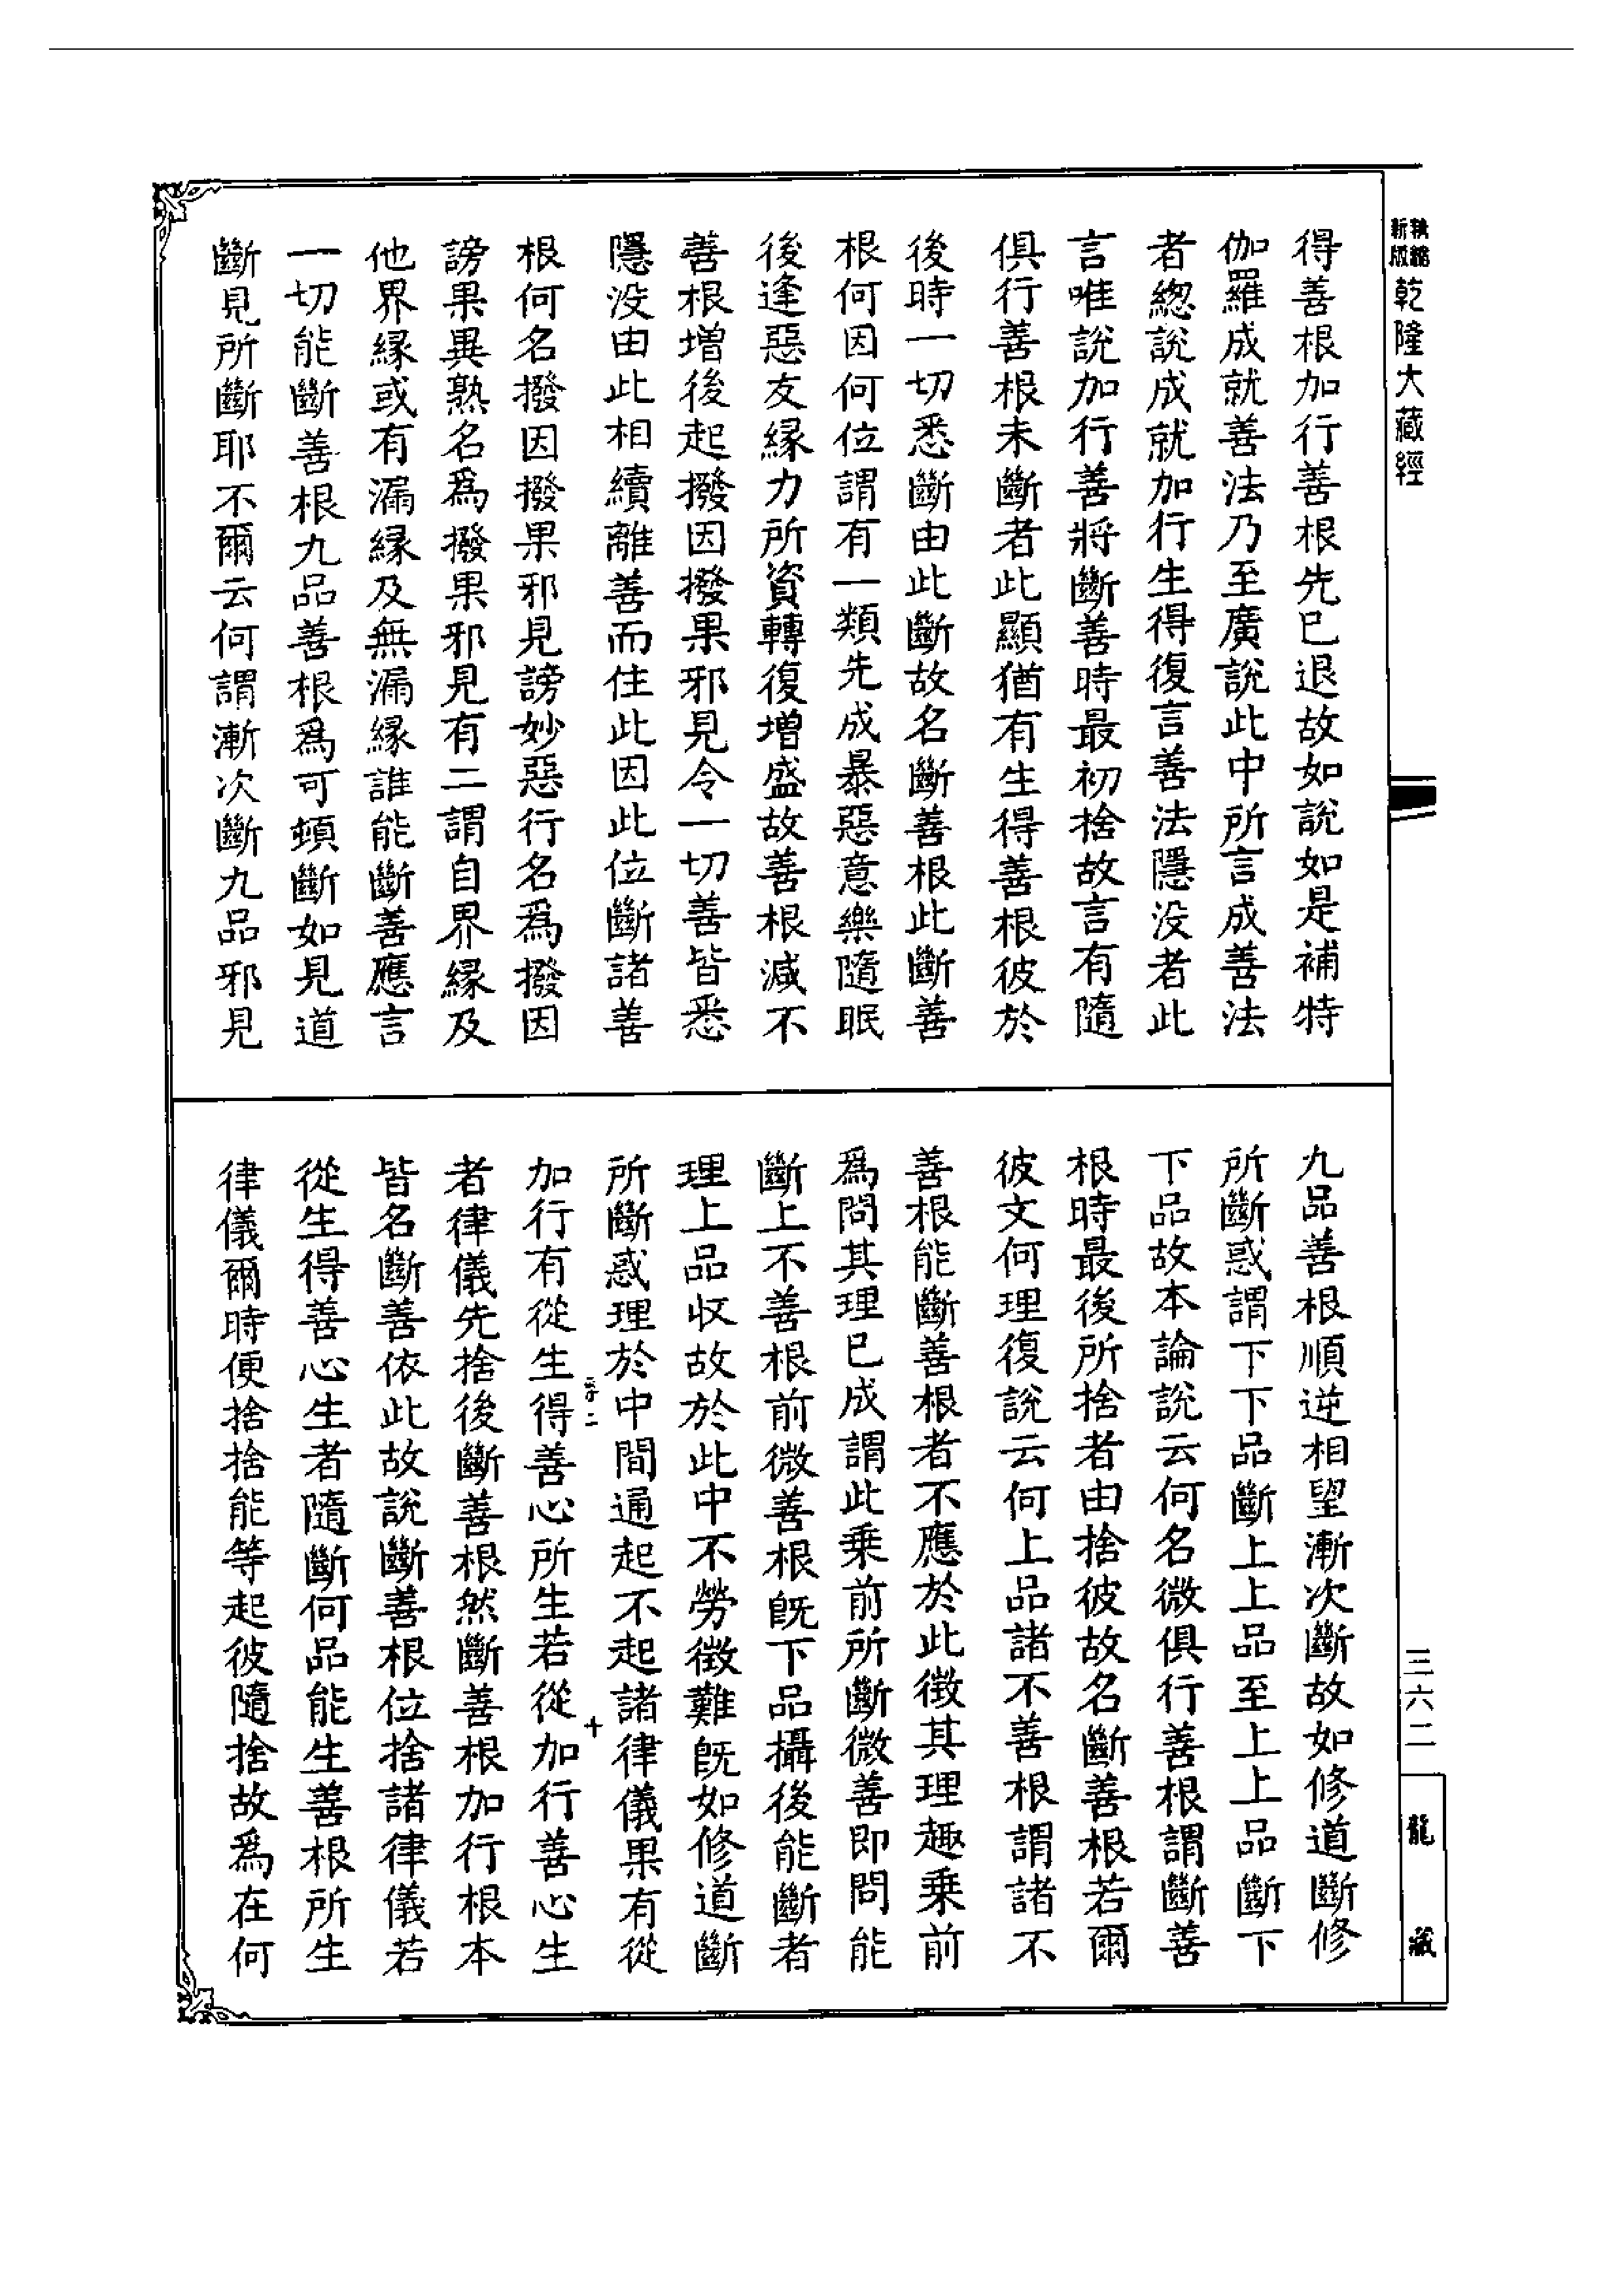 新版
執縮
乾隆大藏經
得善根加行善根先已退故如說如是補特
伽羅成就善法乃至廣說此中所言成善法
者緫說成就加行生得復言善法隱没者此
言唯說加行善將斷善時最初捨故言有隨
俱行善根未斷者此顯猶有生得善根彼於
後時一切悉斷由此斷故名斷善根此斷善
根何因何位謂有一類先成暴惡意樂隨眠
後逢惡友縁力所資轉復增盛故善根減不
善根增後起撥因撥果邪見令一切善皆悉
隱没由此相續離善而住此因此位斷諸善
根何名撥因撥果邪見謗妙惡行名爲撥因
謗果異熟名爲撥果邪見有二謂自界縁及
他界縁或有漏縁及無漏縁誰能斷善應言
一切能斷善根九品善根爲可頓斷如見道
斷見所斷耶不爾云何謂漸次斷九品邪見
九品善根順逆相望漸次斷故如修道斷修
所斷惑謂下下品斷上上品至上上品斷下
下品故本論說云何名微俱行善根謂斷善
根時最後所捨者由捨彼故名斷善根若爾
彼文何理復說云何上品諸不善根謂諸不
善根能斷善根者不應於此徴其理趣乗前
爲問其理已成謂此乗前所斷微善即問能
斷上不善根前微善根旣下品攝後能斷者
理上品收故於此中不勞徴難旣如修道斷
所斷惑理於中間通起不起諸律儀果有從
加行有從生得善心所生若從加行善心生
者律儀先捨後斷善根然斷善根加行根本
皆名斷善依此故說斷善根位捨諸律儀若
從生得善心生者隨斷何品能生善根所生
律儀爾時便捨捨能等起彼隨捨故爲在何
三六二
龍藏